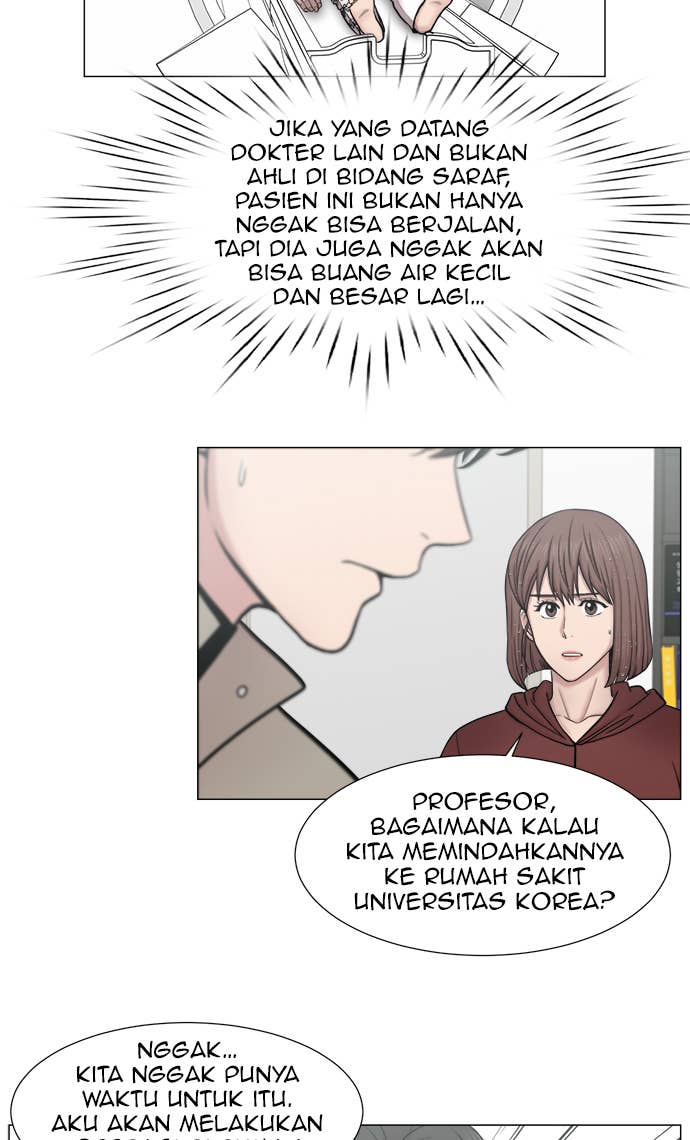 JIKA YANG DATANG
DOKTER LAIN DAN BUKAN
AHLI DI BIDANG SARAF,
PASIEN INI BUKAN HANYA
NGGAK BISA BERJALAN,
TAPI DIA JUGA NGGAK AKAN
BISA BUANG AIR KECIL
DAN BESAR LAGI...
PROFESOR,
BAGAIMANA KALAU
KITA MEMINDAHKANNYA
KE RUMAH SAKIT
UNIVERSITAS KOREA?
NGGAK...
KITA NGGAK PUNYA
WAKTU UNTUK ITU.
AKU AKAN MELAKUKAN